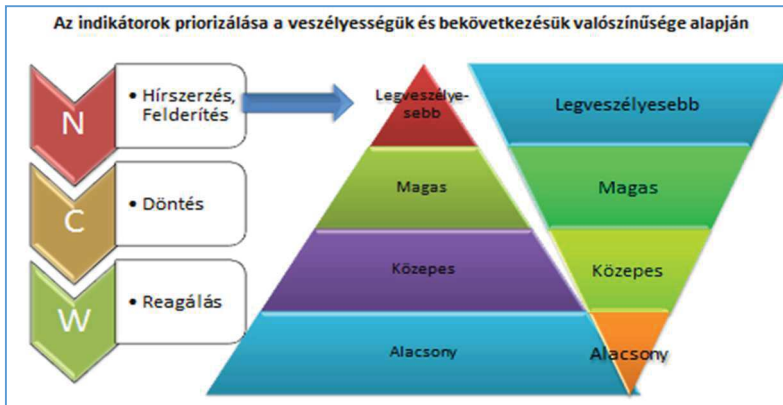 Az indikátorok priorizálása a veszélyességük és bekövetkezésük valószínűsége alapján
N
• Hírszerzés,
Felderítés
C
• Döntés
W
• Reagálás
Legveszélye-
sebb
Magas
Közepes
Alacsony
Legveszélyesebb
Magas
Közepes
Alacsony